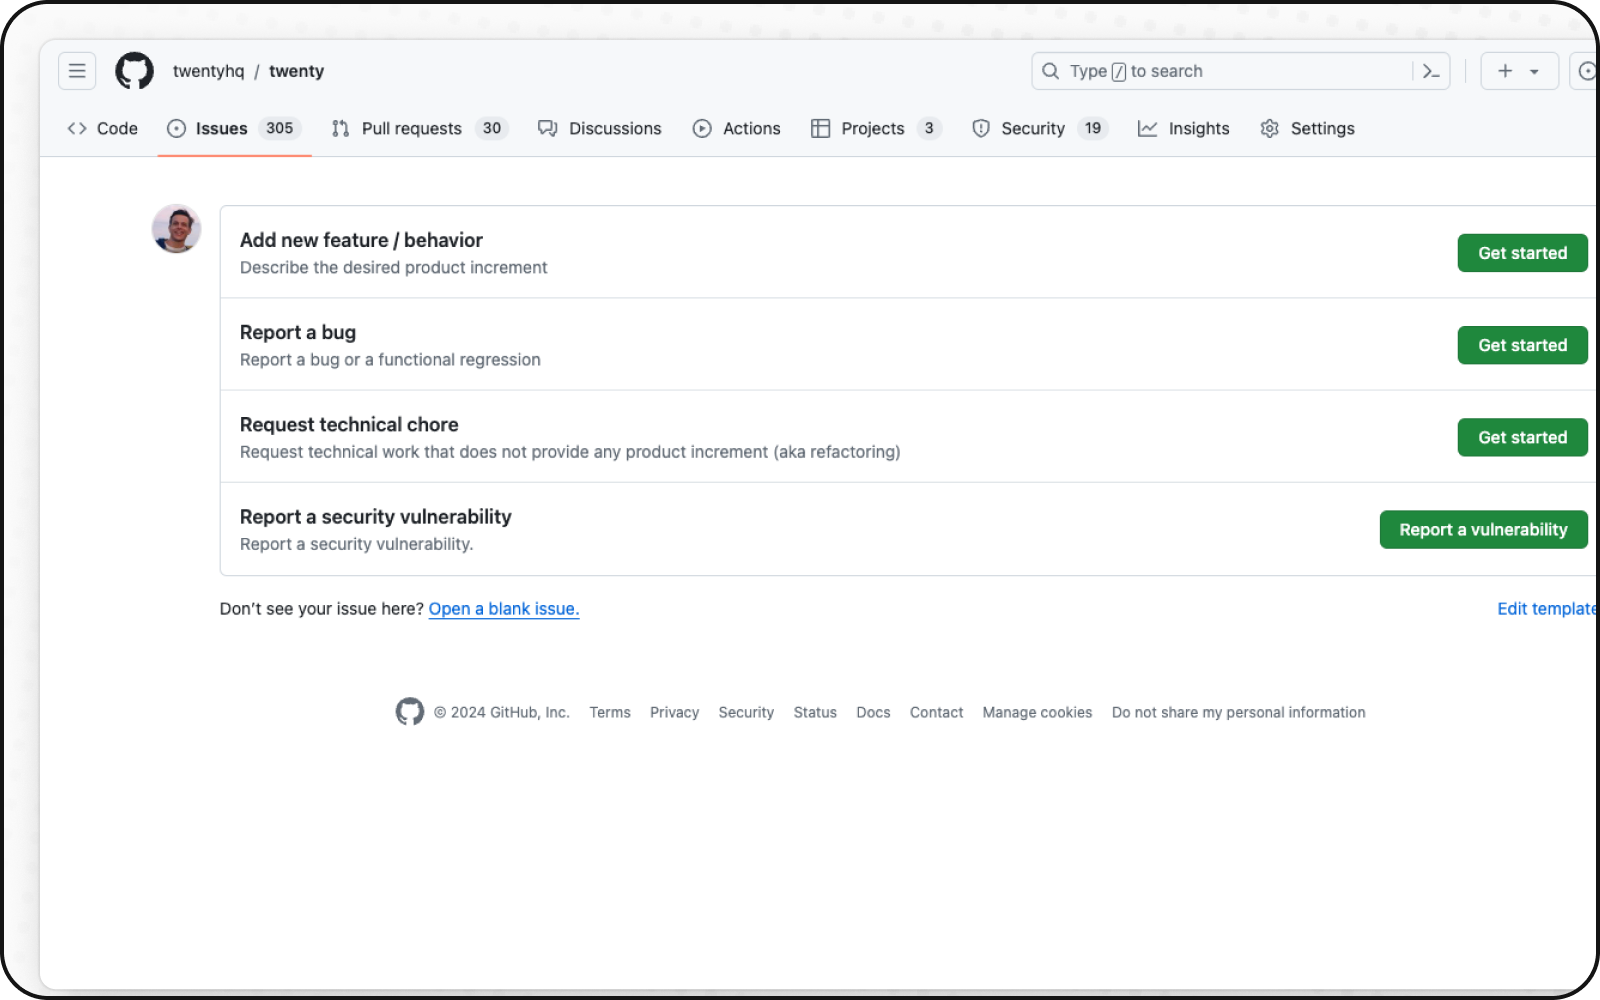 twentyhq / twenty
Type / to search
Code Issues 305 Pull requests 30 Discussions Actions Projects 3 Security 19 Insights Settings
Add new feature / behavior
Describe the desired product increment
Get started
Report a bug
Report a bug or a functional regression
Get started
Request technical chore
Request technical work that does not provide any product increment (aka refactoring)
Get started
Report a security vulnerability
Report a security vulnerability.
Report a vulnerability
Don’t see your issue here? Open a blank issue.
Edit template
© 2024 GitHub, Inc. Terms Privacy Security Status Docs Contact Manage cookies Do not share my personal information